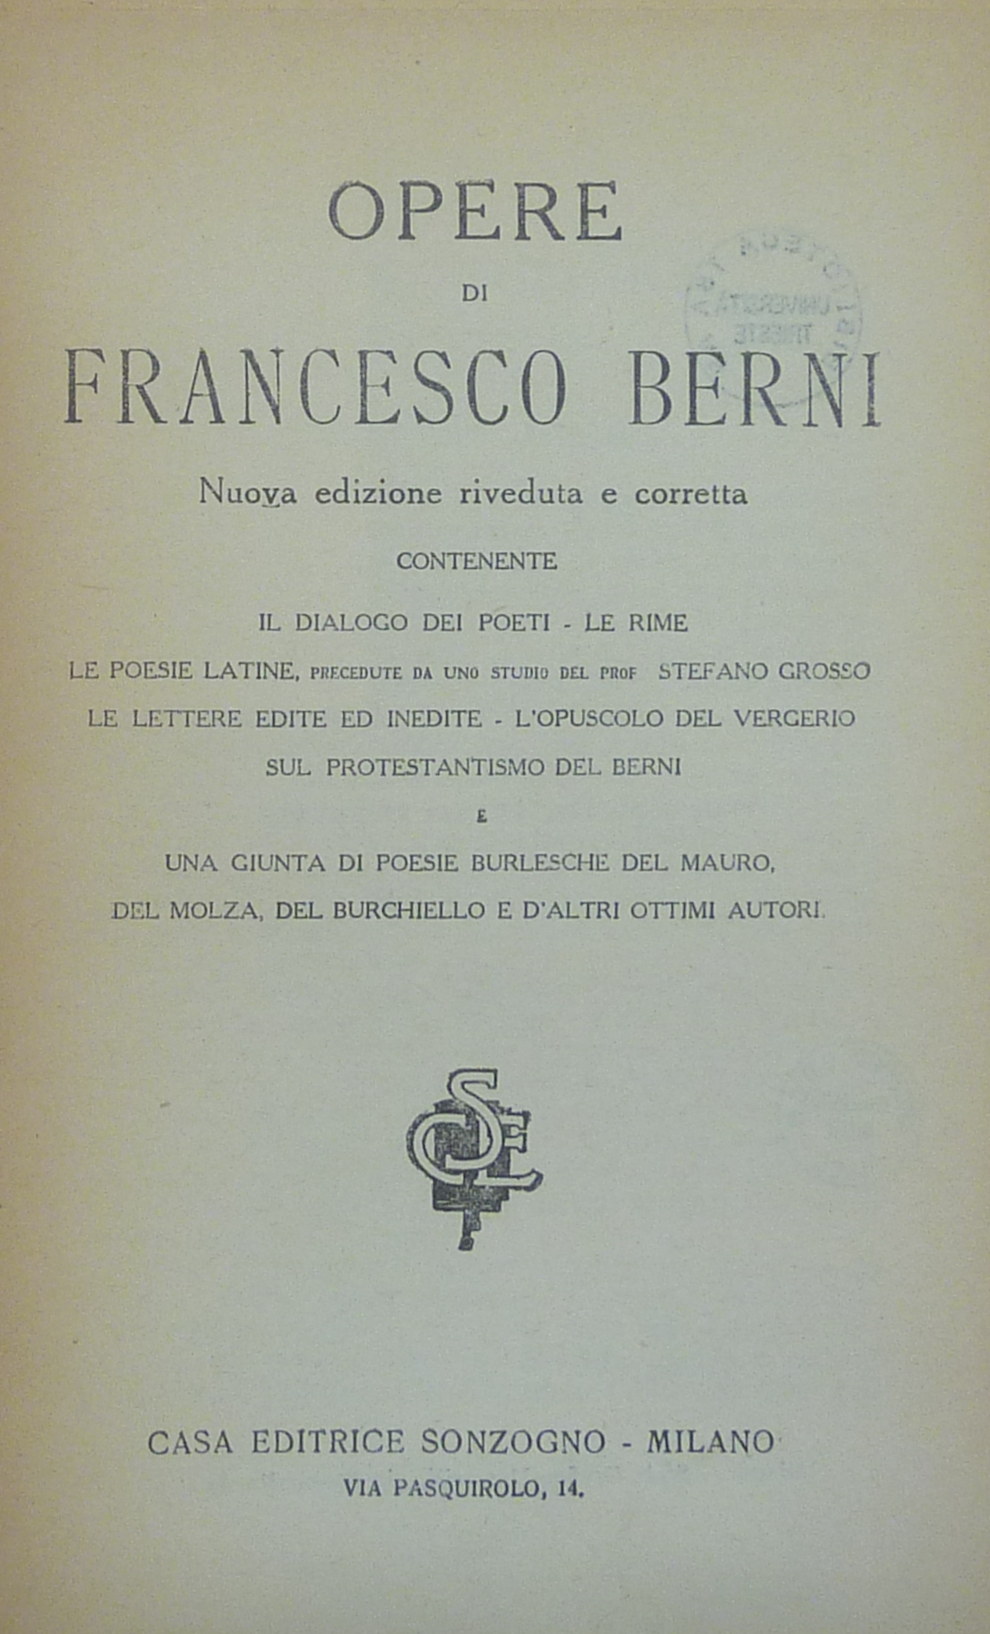 OPERE
DI
FRANCESCO BERNI
Nuova edizione riveduta e corretta
CONTENENTE
IL DIALOGO DEI POETI - LE RIME
LE POESIE LATINE, PRECEDUTE DA UNO STUDIO DEL PROF STEFANO GROSSO
LE LETTERE EDITE ED INEDITE - L'OPUSCOLO DEL VERGERIO
SUL PROTESTANTISMO DEL BERNI
E
UNA GIUNTA DI POESIE BURLESCHE DEL MAURO,
DEL MOLZA, DEL BURCHIELLO E D'ALTRI OTTIMI AUTORI.
CASA EDITRICE SONZOGNO - MILANO
VIA PASQUIROLO, 14.